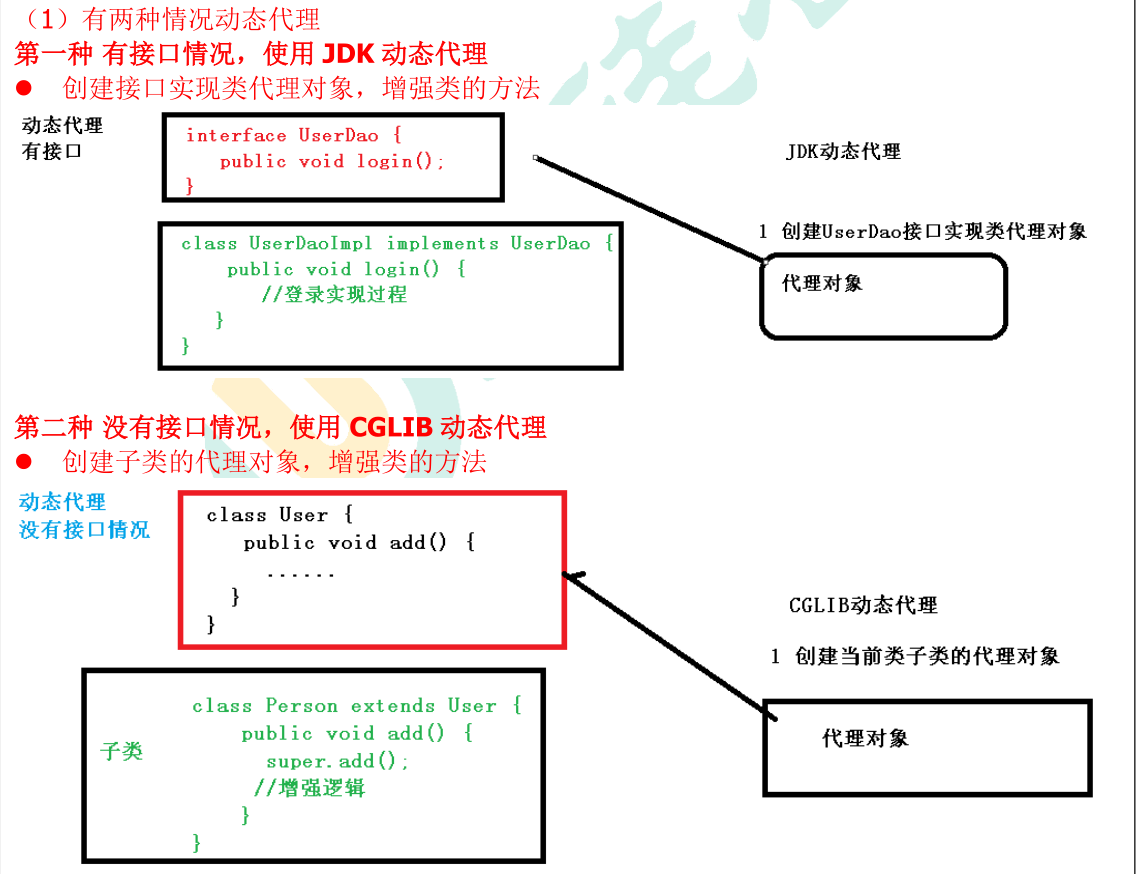 （1）有两种情况动态代理
第一种 有接口情况，使用 JDK 动态代理
● 创建接口实现类代理对象，增强类的方法
动态代理
有接口
interface UserDao {
public void login();
}
JDK动态代理
class UserDaoImpl implements UserDao {
public void login() {
//登录实现过程
}
}
1 创建UserDao接口实现类代理对象
代理对象
第二种 没有接口情况，使用 CGLIB 动态代理
● 创建子类的代理对象，增强类的方法
动态代理
没有接口情况
class User {
public void add() {
......
}
}
CGLIB动态代理
1 创建当前类子类的代理对象
代理对象
子类
class Person extends User {
public void add() {
super.add();
//增强逻辑
}
}